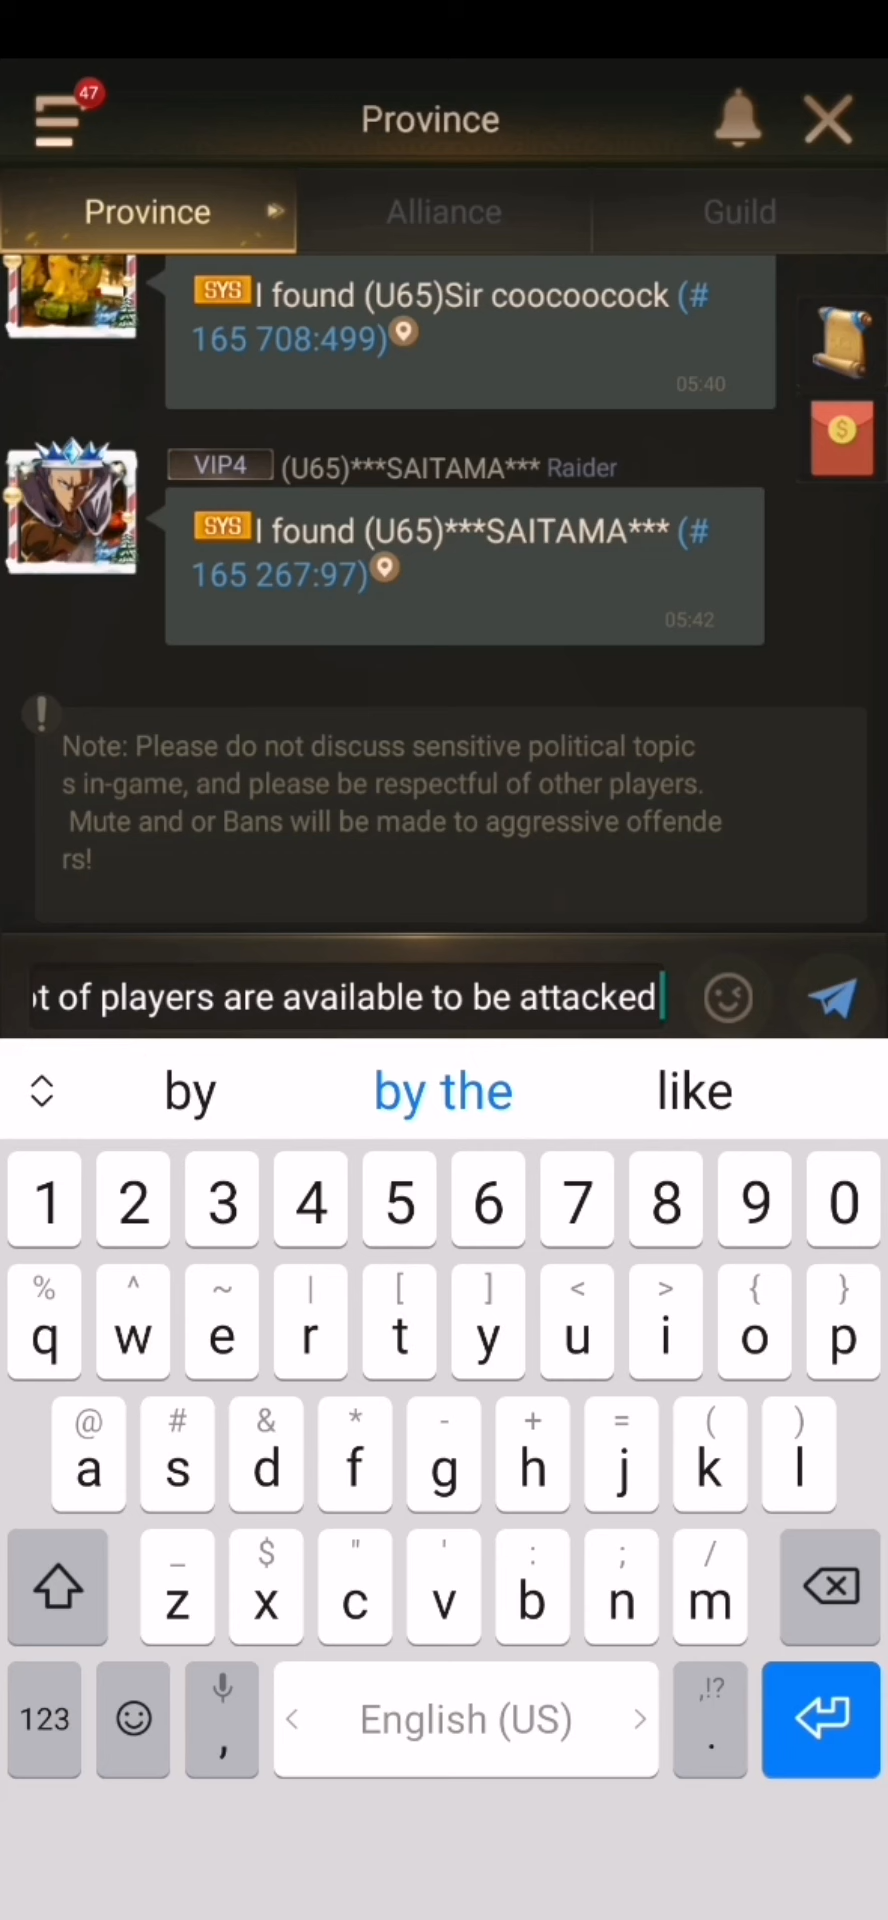 47
Province
Province
Alliance
Guild
SYS I found (U65)Sir coocoocock (#
165 708:499)
05:40
VIP4 (U65)***SAITAMA*** Raider
SYS I found (U65)***SAITAMA*** (#
165 267:97)
05:42
Note: Please do not discuss sensitive political topic
s in-game, and please be respectful of other players.
Mute and or Bans will be made to aggressive offende
rs!
ot of players are available to be attacked
by
by the
like
1 2 3 4 5 6 7 8 9 0
% ^ ~ | [ ] < > { }
q w e r t y u i o p
@ # & * - + = ( )
a s d f g h j k l
_ $ " ' : ; /
z x c v b n m
,!?
123 , < English (US) > .